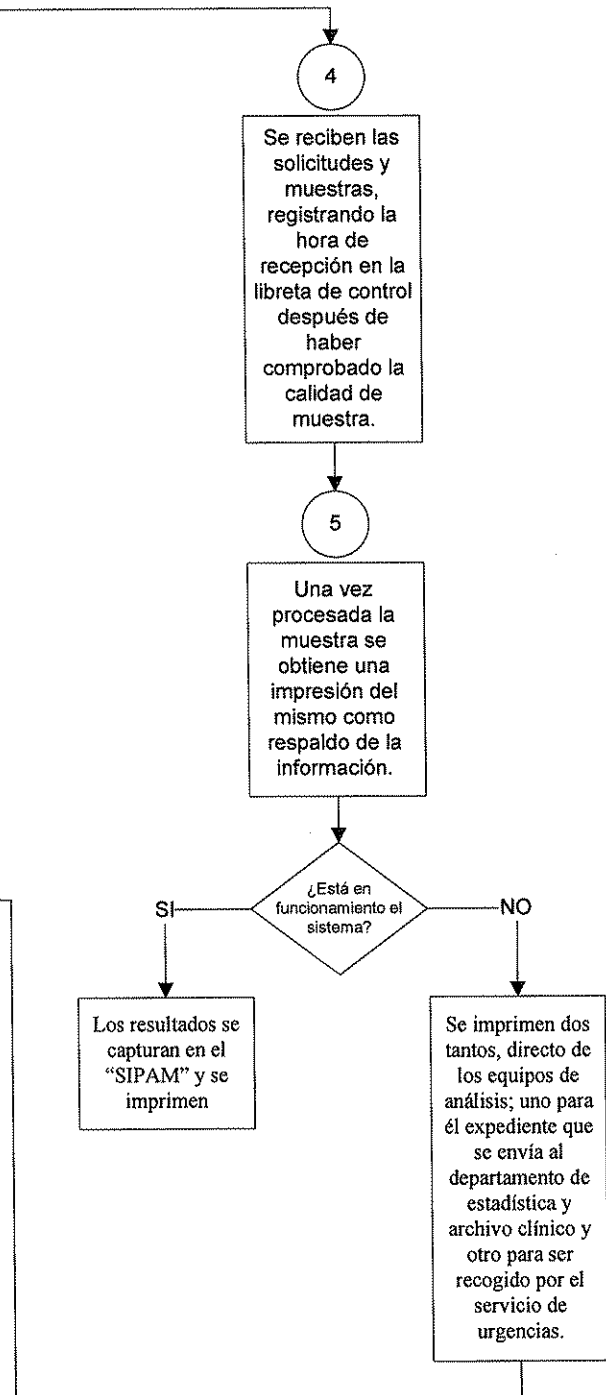 4
Se reciben las
solicitudes y
muestras,
registrando la
hora de
recepción en la
libreta de control
después de
haber
comprobado la
calidad de
muestra.
5
Una vez
procesada la
muestra se
obtiene una
impresión del
mismo como
respaldo de la
información.
¿Está en
funcionamiento el
sistema?
SI
NO
Los resultados se
capturan en el
“SIPAM” y se
imprimen
Se imprimen dos
tantos, directo de
los equipos de
análisis; uno para
él expediente que
se envía al
departamento de
estadística y
archivo clínico y
otro para ser
recogido por el
servicio de
urgencias.